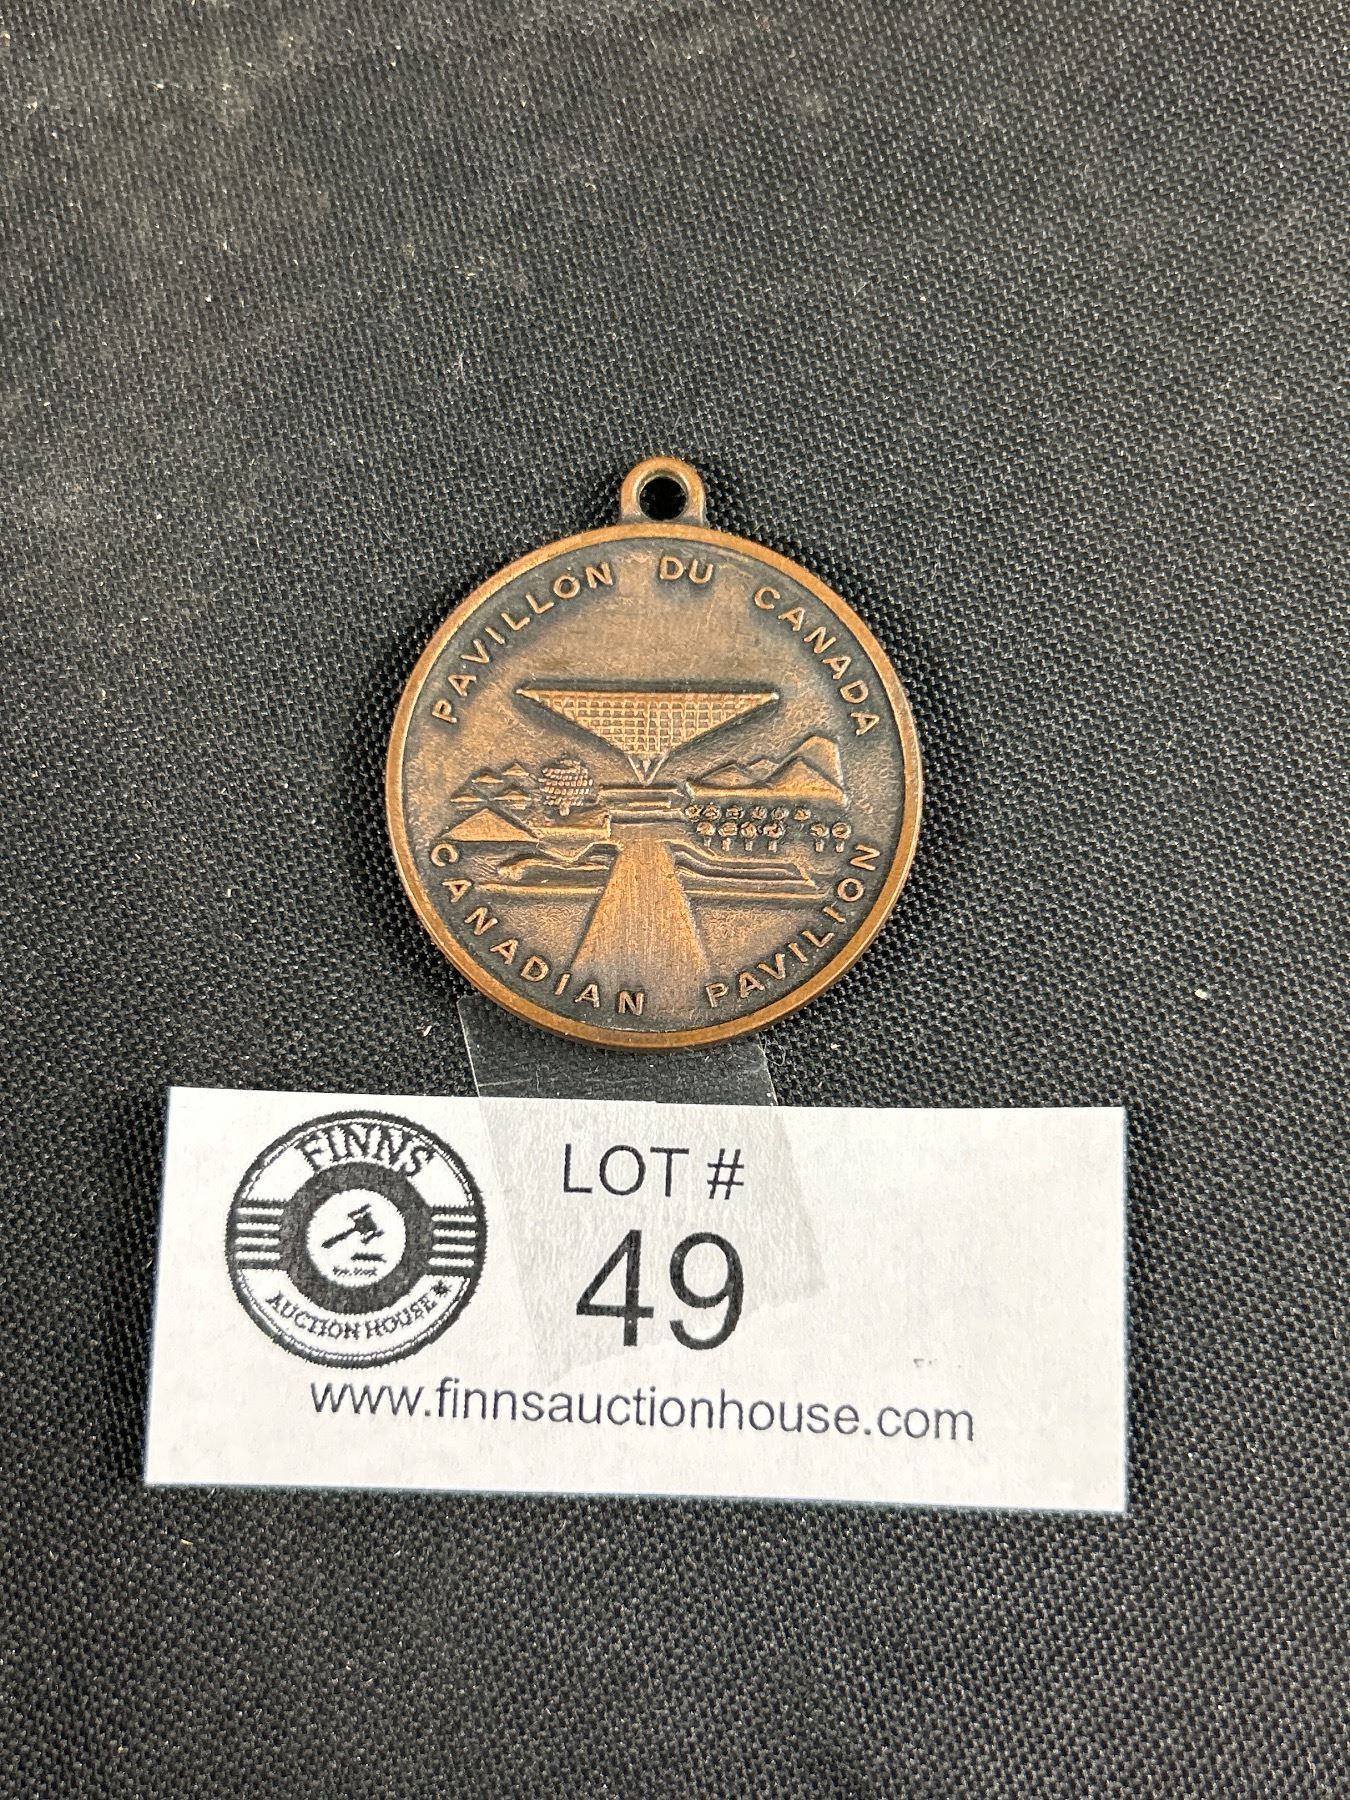 PAVILLON DU CANADA
CANADIAN PAVILION
FINNS
AUCTION HOUSE
LOT #
49
www.finnsauctionhouse.com